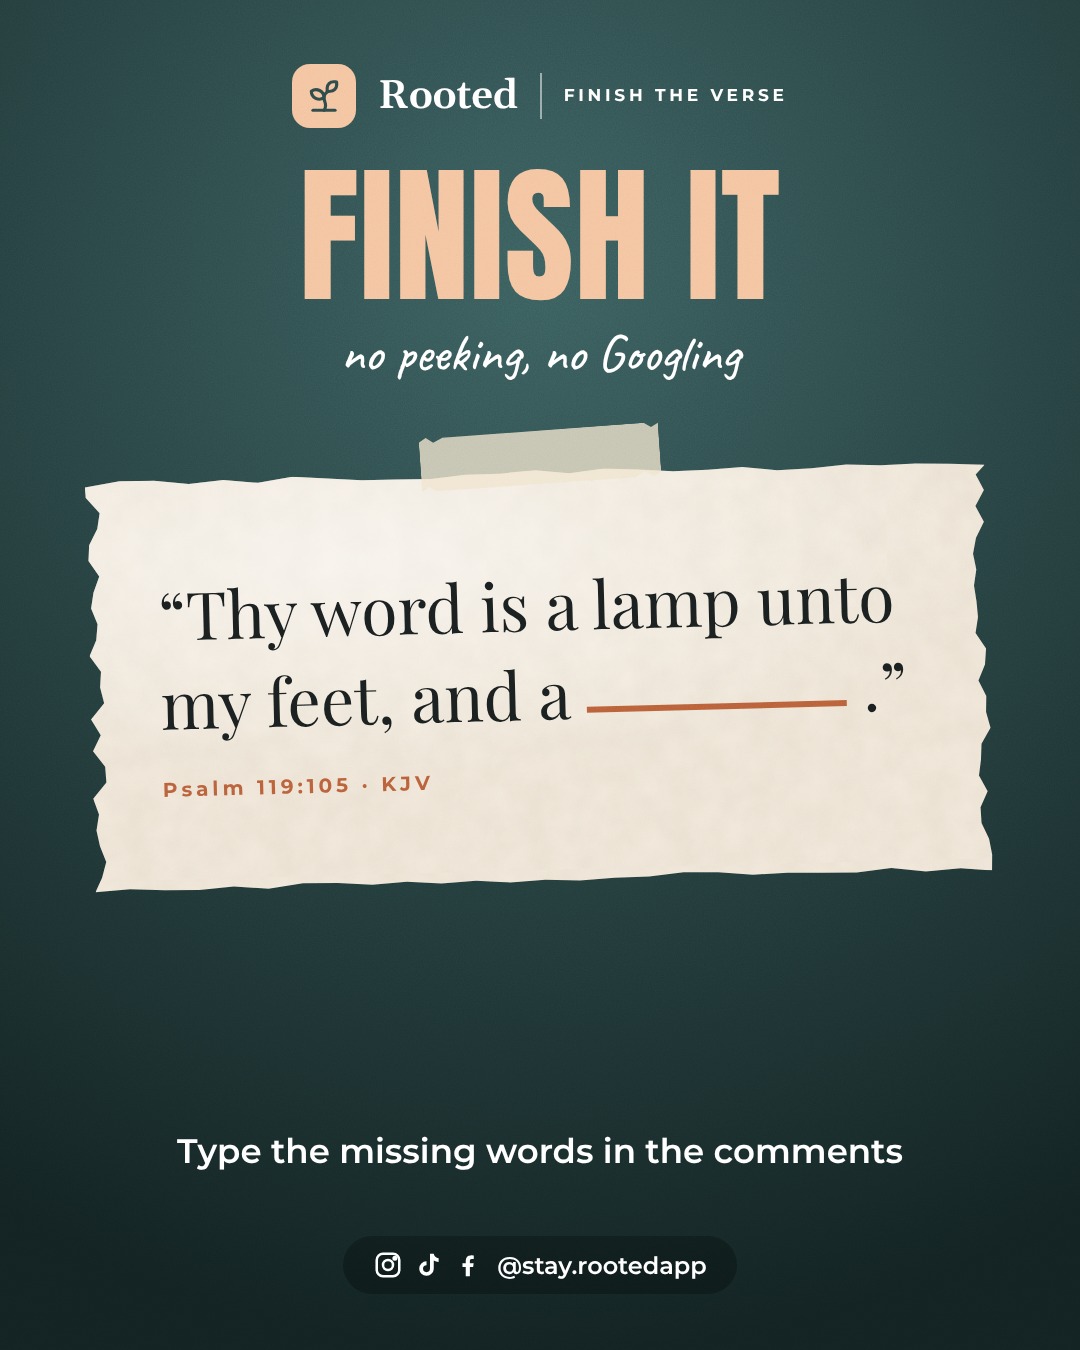 Rooted
FINISH THE VERSE
FINISH IT
no peeking, no Googling
“Thy word is a lamp unto
my feet, and a ________ .”
Psalm 119:105 · KJV
Type the missing words in the comments
@stay.rootedapp